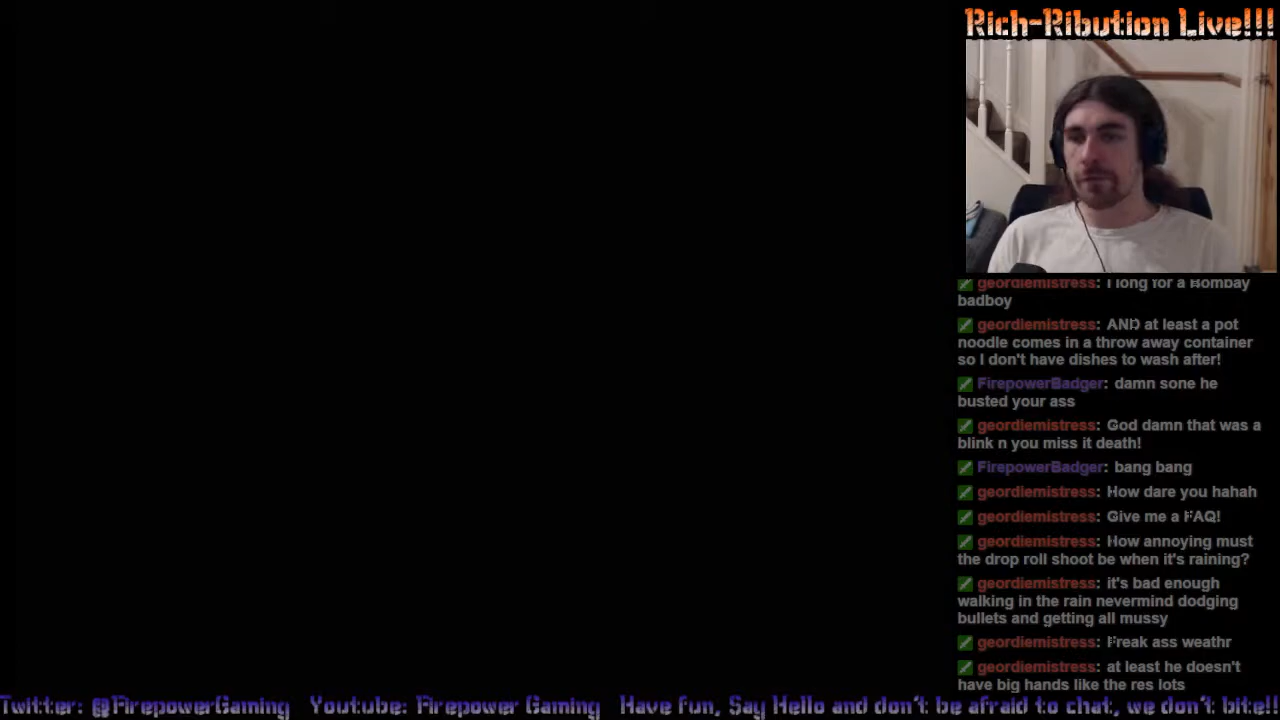 Rich-Ribution Live!!!
geordiemistress: I long for a Bombay
badboy
geordiemistress: AND at least a pot
noodle comes in a throw away container
so I don't have dishes to wash after!
FirepowerBadger: damn sone he
busted your ass
geordiemistress: God damn that was a
blink n you miss it death!
FirepowerBadger: bang bang
geordiemistress: How dare you hahah
geordiemistress: Give me a FAQ!
geordiemistress: How annoying must
the drop roll shoot be when it's raining?
geordiemistress: it's bad enough
walking in the rain nevermind dodging
bullets and getting all mussy
geordiemistress: Freak ass weathr
geordiemistress: at least he doesn't
have big hands like the res lots
Twitter: @FirepowerGaming Youtube: Firepower Gaming Have fun, Say Hello and don't be afraid to chat, we don't bite!!